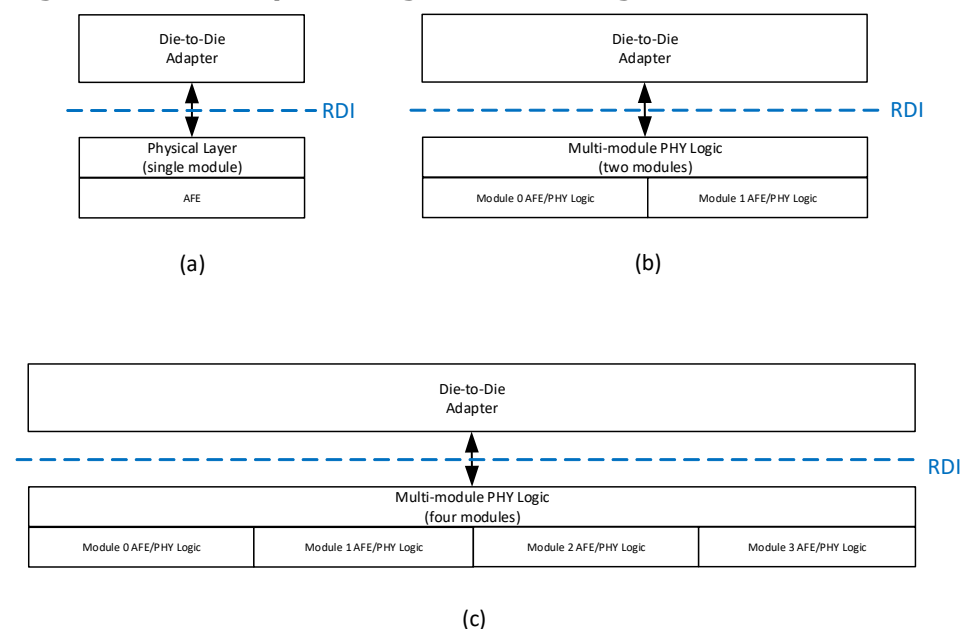 Die-to-Die
Adapter
RDI
Physical Layer
(single module)
AFE
(a)
Die-to-Die
Adapter
RDI
Multi-module PHY Logic
(two modules)
Module 0 AFE/PHY Logic
Module 1 AFE/PHY Logic
(b)
Die-to-Die
Adapter
RDI
Multi-module PHY Logic
(four modules)
Module 0 AFE/PHY Logic
Module 1 AFE/PHY Logic
Module 2 AFE/PHY Logic
Module 3 AFE/PHY Logic
(c)